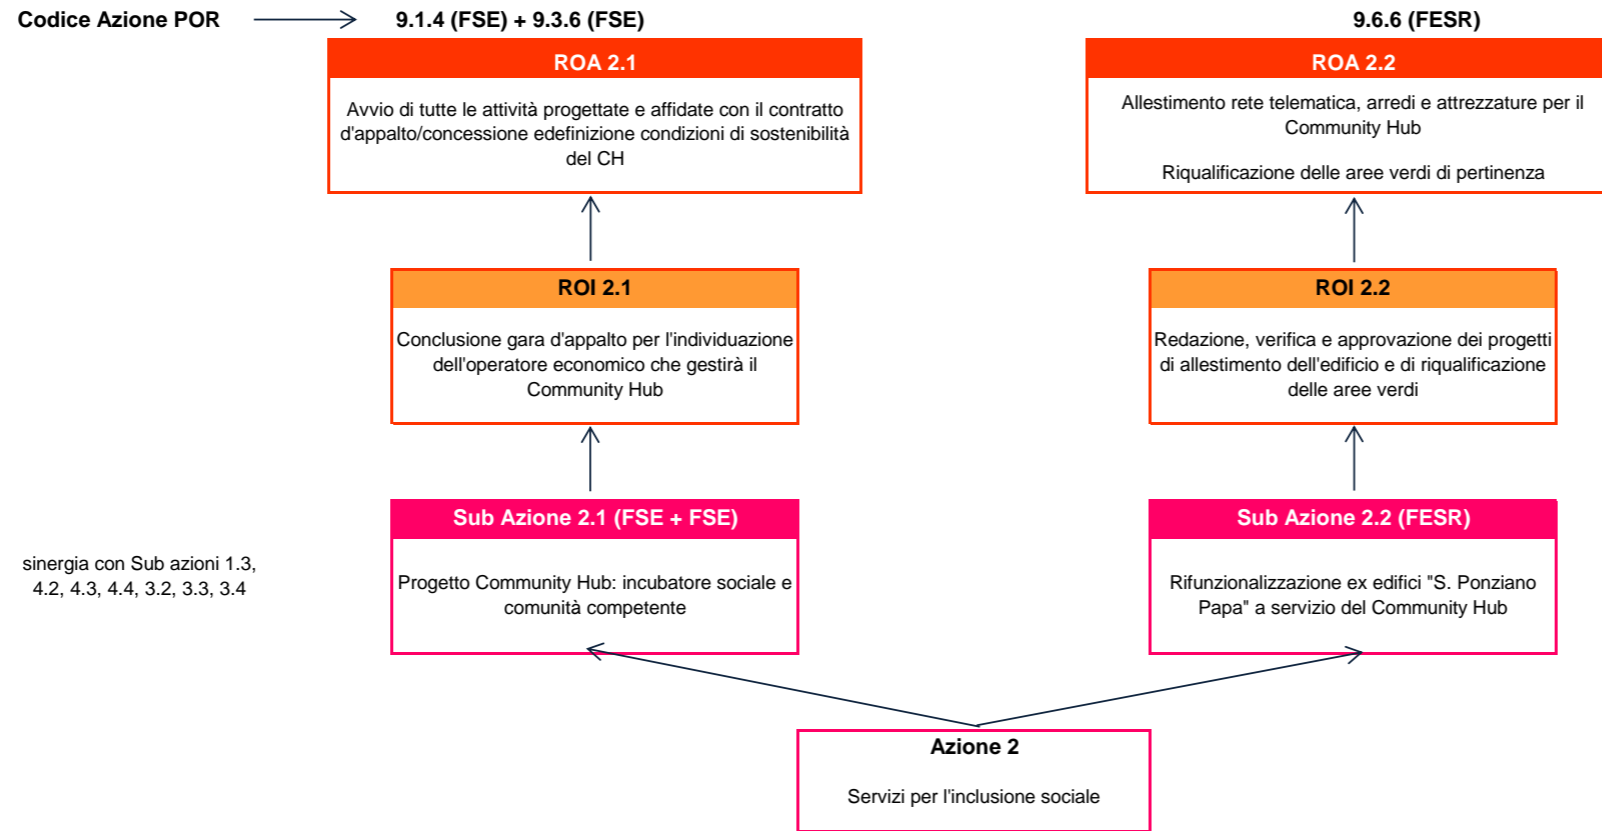 Codice Azione POR
9.1.4 (FSE) + 9.3.6 (FSE)
9.6.6 (FESR)
ROA 2.1
Avvio di tutte le attività progettate e affidate con il contratto
d'appalto/concessione edefinizione condizioni di sostenibilità
del CH
ROA 2.2
Allestimento rete telematica, arredi e attrezzature per il
Community Hub
Riqualificazione delle aree verdi di pertinenza
ROI 2.1
Conclusione gara d'appalto per l'individuazione
dell'operatore economico che gestirà il
Community Hub
ROI 2.2
Redazione, verifica e approvazione dei progetti
di allestimento dell'edificio e di riqualificazione
delle aree verdi
sinergia con Sub azioni 1.3,
4.2, 4.3, 4.4, 3.2, 3.3, 3.4
Sub Azione 2.1 (FSE + FSE)
Progetto Community Hub: incubatore sociale e
comunità competente
Sub Azione 2.2 (FESR)
Rifunzionalizzazione ex edifici "S. Ponziano
Papa" a servizio del Community Hub
Azione 2
Servizi per l'inclusione sociale